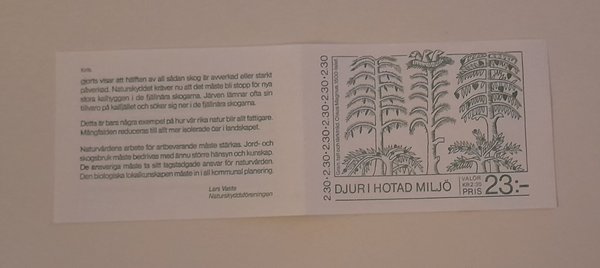 forts
gjorts visar att hälften av all sådan skog är avverkad eller starkt
påverkad. Naturskyddet kräver nu att det måste bli stopp för nya
stora kalhyggen i de fjällnära skogarna. Järven lämnar ofta sin
tillvaro på kalfjället och söker sig ner i de fjällnära skogarna.
Detta är bara några exempel på hur vår rika natur blir allt fattigare.
Mångfalden reduceras till allt mer isolerade öar i landskapet.
Naturvårdens arbete för artbevarande måste stärkas. Jord- och
skogsbruk måste bedrivas med ännu större hänsyn och kunskap.
De ansvariga måste ta sitt lagstadgade ansvar för naturvården.
Den biologiska lokalkunskapen måste in i all kommunal planering.
Lars Vaste
Naturskyddsföreningen
2.30·2.30·2.30·2.30·2.30·2.30
DJUR I HOTAD MILJÖ
VALÖR
KR 2:30
PRIS
23:-